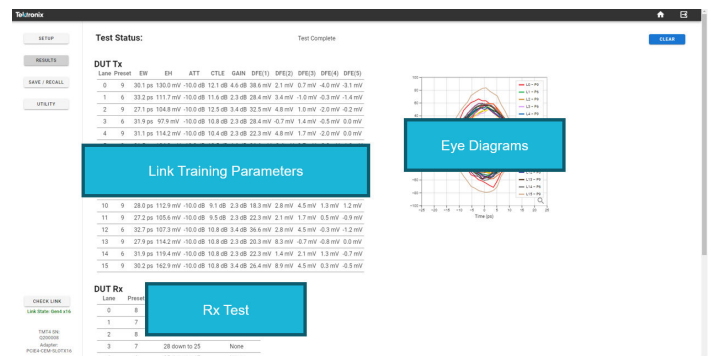 Tektronix
SETUP
RESULTS
SAVE / RECALL
UTILITY
Test Status:
Test Complete
CLEAR
DUT Tx
Lane Preset EW EH ATT CTLE GAIN DFE(1) DFE(2) DFE(3) DFE(4) DFE(5)
0 9 30.1 ps 130.0 mV -10.0 dB 12.1 dB 4.6 dB 38.6 mV 2.1 mV 0.7 mV -4.0 mV -3.1 mV
1 6 33.2 ps 111.7 mV -10.0 dB 11.6 dB 2.3 dB 28.4 mV 3.4 mV -1.0 mV -0.3 mV -1.4 mV
2 9 27.1 ps 104.8 mV -10.0 dB 12.5 dB 3.4 dB 32.5 mV 4.8 mV 1.0 mV -2.0 mV -0.2 mV
3 6 31.9 ps 97.9 mV -10.0 dB 10.8 dB 2.3 dB 28.4 mV -0.7 mV 1.4 mV -0.5 mV 0.0 mV
4 9 31.1 ps 114.2 mV -10.0 dB 10.4 dB 2.3 dB 22.3 mV 4.8 mV 1.7 mV -2.0 mV 0.0 mV
Link Training Parameters
10 9 28.0 ps 112.9 mV -10.0 dB 9.1 dB 2.3 dB 18.3 mV 2.8 mV 4.5 mV 1.3 mV 1.2 mV
11 9 27.2 ps 105.6 mV -10.0 dB 9.5 dB 2.3 dB 22.3 mV 2.1 mV 1.7 mV 0.5 mV -0.9 mV
12 6 32.7 ps 107.3 mV -10.0 dB 10.8 dB 3.4 dB 36.6 mV 2.8 mV 4.5 mV -0.3 mV -1.2 mV
13 9 27.9 ps 114.2 mV -10.0 dB 10.8 dB 2.3 dB 20.3 mV 8.3 mV -0.7 mV -0.8 mV 0.0 mV
14 6 31.9 ps 119.4 mV -10.0 dB 10.8 dB 2.3 dB 22.3 mV 1.4 mV 2.1 mV 1.3 mV -0.7 mV
15 9 30.2 ps 162.9 mV -10.0 dB 10.8 dB 3.4 dB 26.4 mV 8.9 mV 4.5 mV 0.3 mV -0.5 mV
Eye Diagrams
L0 – P9
L1 – P6
L2 – P9
L3 – P6
Time (ps)
DUT Rx
Lane Preset
0 8
1 7
2 8
3 7 28 down to 25 None
Rx Test
CHECK LINK
Link State: Gen4 x16
TMT4 SN:
Q200008
Adapter:
PCIE4-CEM-SLOTX16